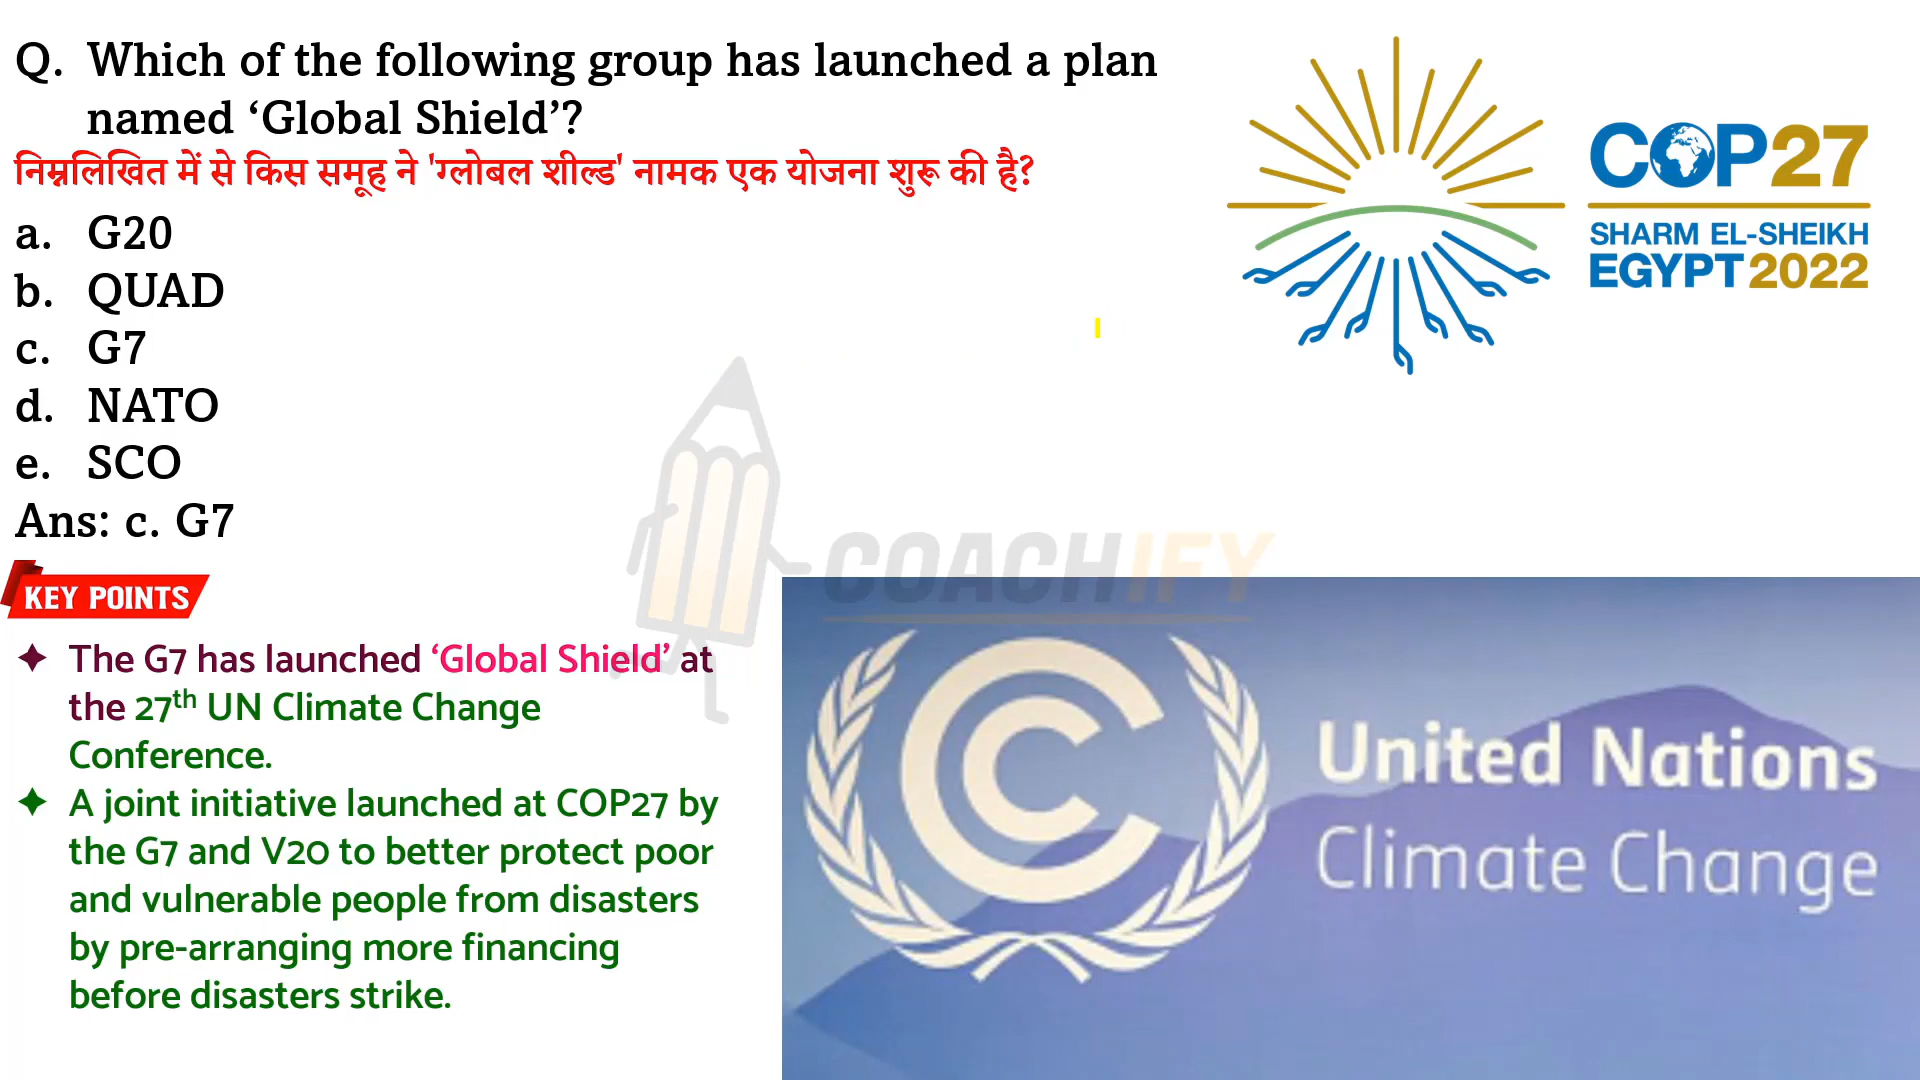 Q. Which of the following group has launched a plan
named ‘Global Shield’?
निम्नलिखित में से किस समूह ने 'ग्लोबल शील्ड' नामक एक योजना शुरू की है?
a. G20
b. QUAD
c. G7
d. NATO
e. SCO
Ans: c. G7
COP27
SHARM EL-SHEIKH
EGYPT 2022
COACHIFY
KEY POINTS
The G7 has launched ‘Global Shield’ at
the 27th UN Climate Change
Conference.
A joint initiative launched at COP27 by
the G7 and V20 to better protect poor
and vulnerable people from disasters
by pre-arranging more financing
before disasters strike.
United Nations
Climate Change